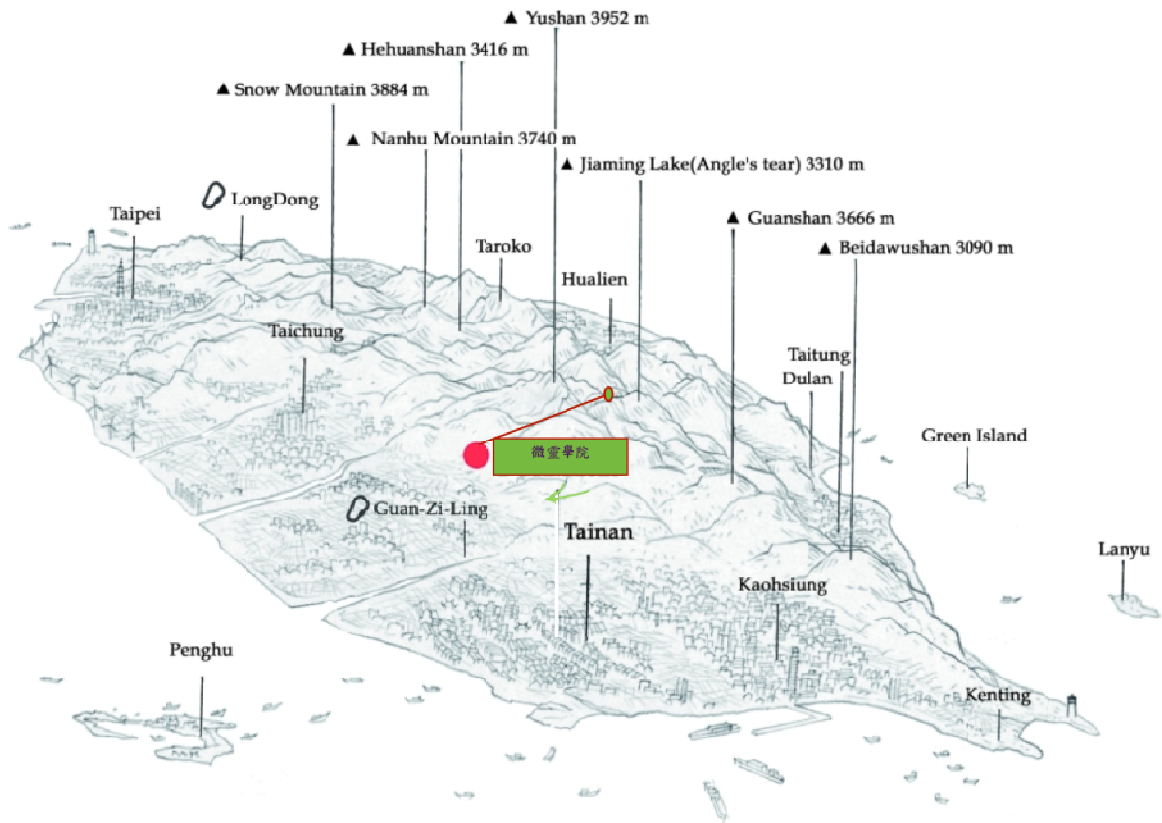 ▲ Yushan 3952 m
▲ Hehuanshan 3416 m
▲ Snow Mountain 3884 m
▲ Nanhu Mountain 3740 m
▲ Jiaming Lake(Angle's tear) 3310 m
LongDong
Taipei
▲ Guanshan 3666 m
Taroko
▲ Beidawushan 3090 m
Hualien
Taichung
Taitung
Dulan
Green Island
微靈學院
Guan-Zi-Ling
Tainan
Lanyu
Kaohsiung
Penghu
Kenting